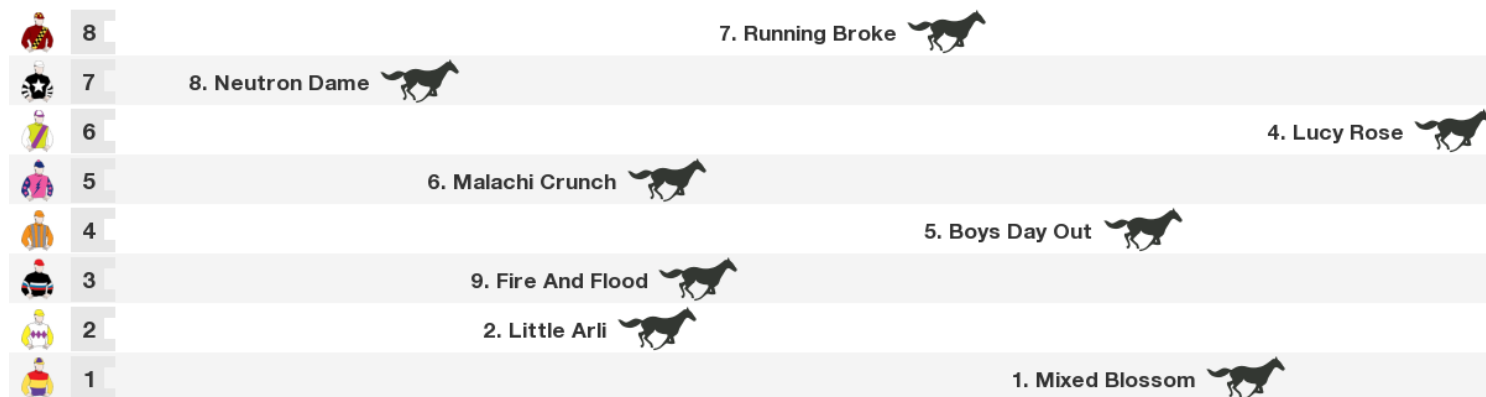 8 7. Running Broke
7 8. Neutron Dame
6 4. Lucy Rose
5 6. Malachi Crunch
4 5. Boys Day Out
3 9. Fire And Flood
2 2. Little Arli
1 1. Mixed Blossom